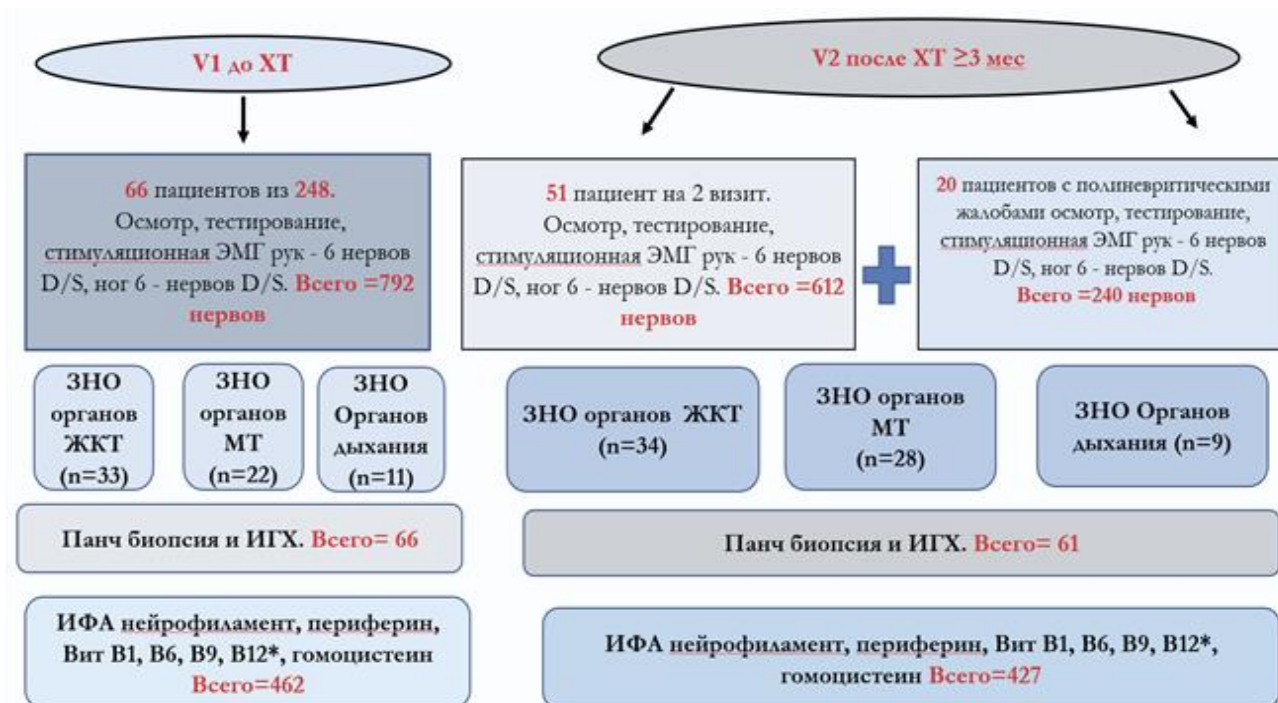 V1 до ХТ
V2 после ХТ ≥3 мес
66 пациентов из 248.
Осмотр, тестирование,
стимуляционная ЭМГ рук - 6 нервов
D/S, ног 6 - нервов D/S. Всего =792
нервов
51 пациент на 2 визит.
Осмотр, тестирование,
стимуляционная ЭМГ рук - 6 нервов
D/S, ног 6 - нервов D/S. Всего =612
нервов
20 пациентов с полиневритическими
жалобами осмотр, тестирование,
стимуляционная ЭМГ рук - 6 нервов
D/S, ног 6 - нервов D/S.
Всего =240 нервов
ЗНО
органов
ЖКТ
(n=33)
ЗНО
органов
МТ
(n=22)
ЗНО
Органов
дыхания
(n=11)
ЗНО органов ЖКТ
(n=34)
ЗНО органов
МТ
(n=28)
ЗНО Органов
дыхания (n=9)
Панч биопсия и ИГХ. Всего= 66
Панч биопсия и ИГХ. Всего= 61
ИФА нейрофиламент, периферин,
Вит В1, В6, В9, В12*, гомоцистеин
Всего=462
ИФА нейрофиламент, периферин, Вит В1, В6, В9, В12*,
гомоцистеин Всего=427